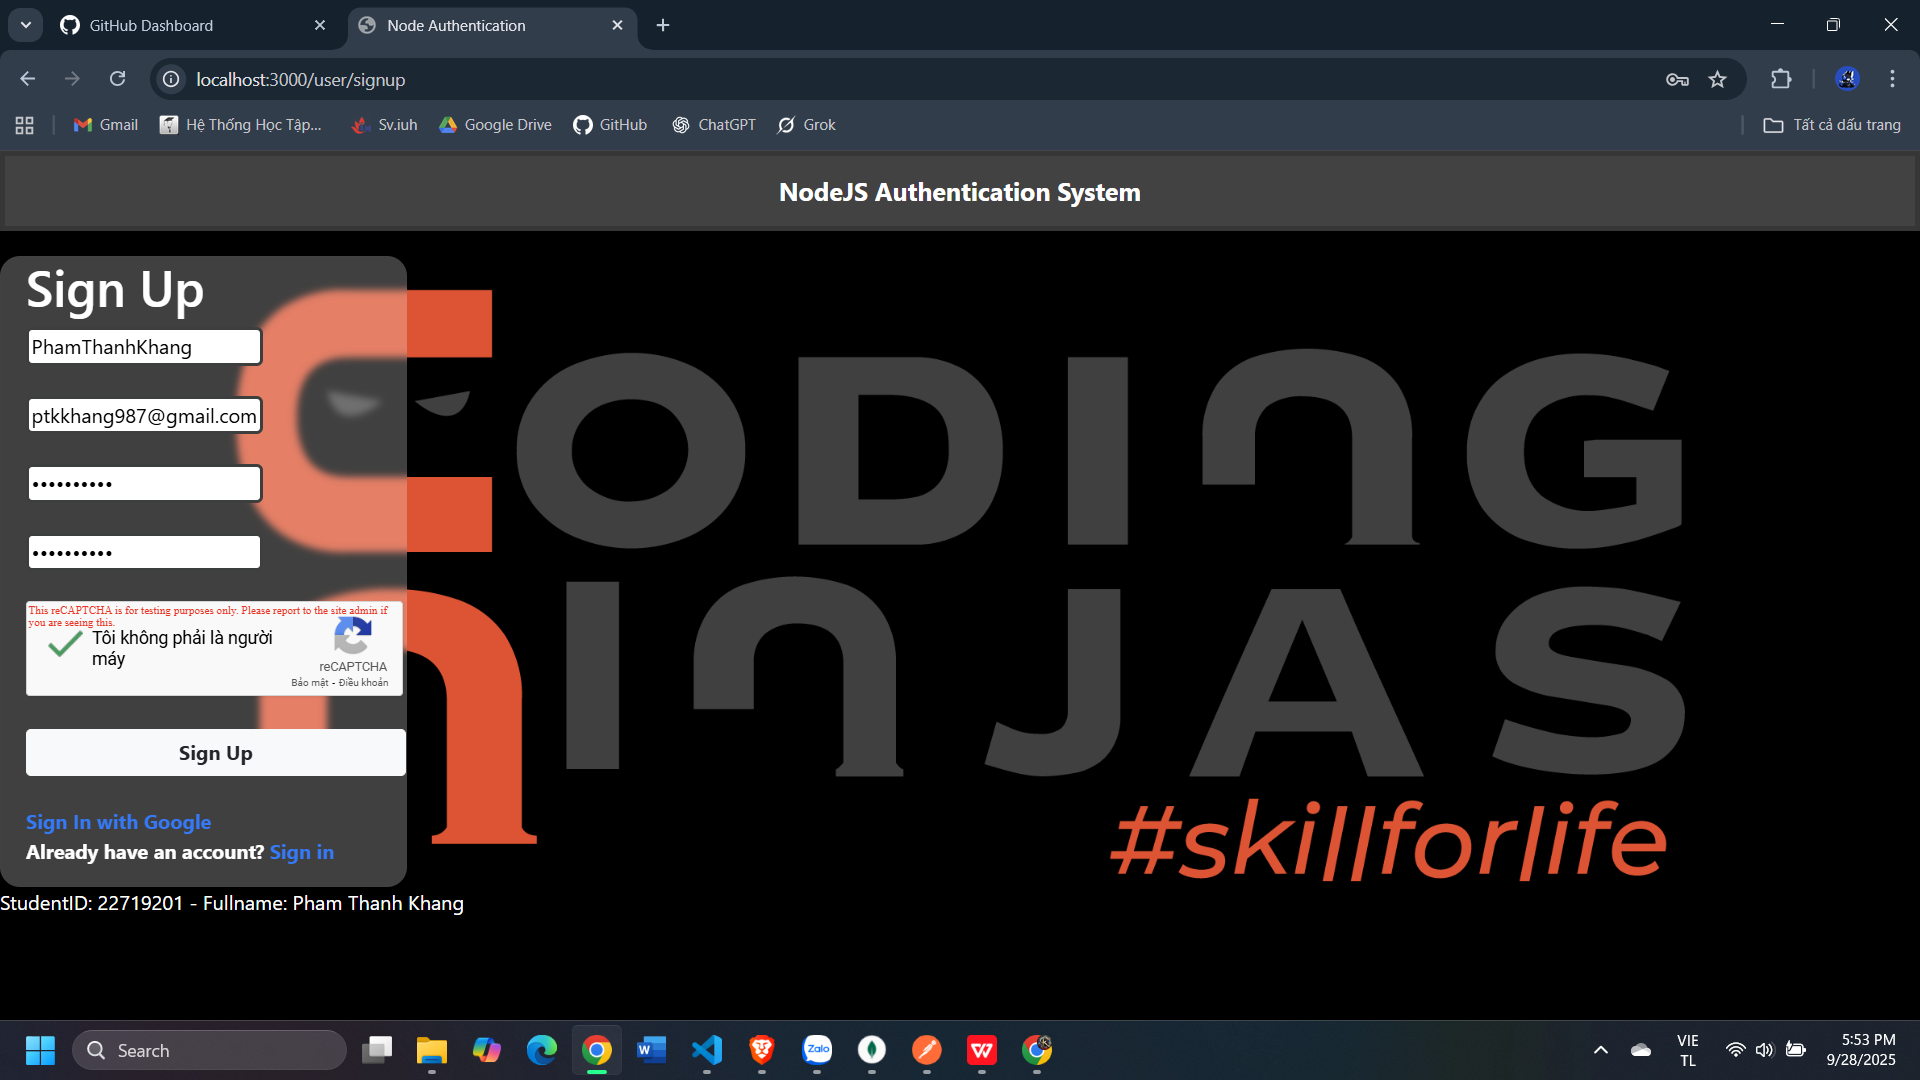 GitHub Dashboard
Node Authentication
localhost:3000/user/signup
Gmail
Hệ Thống Học Tập...
Sv.iuh
Google Drive
GitHub
ChatGPT
Grok
Tất cả dấu trang
NodeJS Authentication System
Sign Up
PhamThanhKhang
ptkkhang987@gmail.com
••••••••••
••••••••••
This reCAPTCHA is for testing purposes only. Please report to the site admin if
you are seeing this.
Tôi không phải là người
máy
reCAPTCHA
Bảo mật - Điều khoản
Sign Up
Sign In with Google
Already have an account? Sign in
StudentID: 22719201 - Fullname: Pham Thanh Khang
CODING
NINJAS
#skillforlife
Search
Zalo
VIE
TL
5:53 PM
9/28/2025